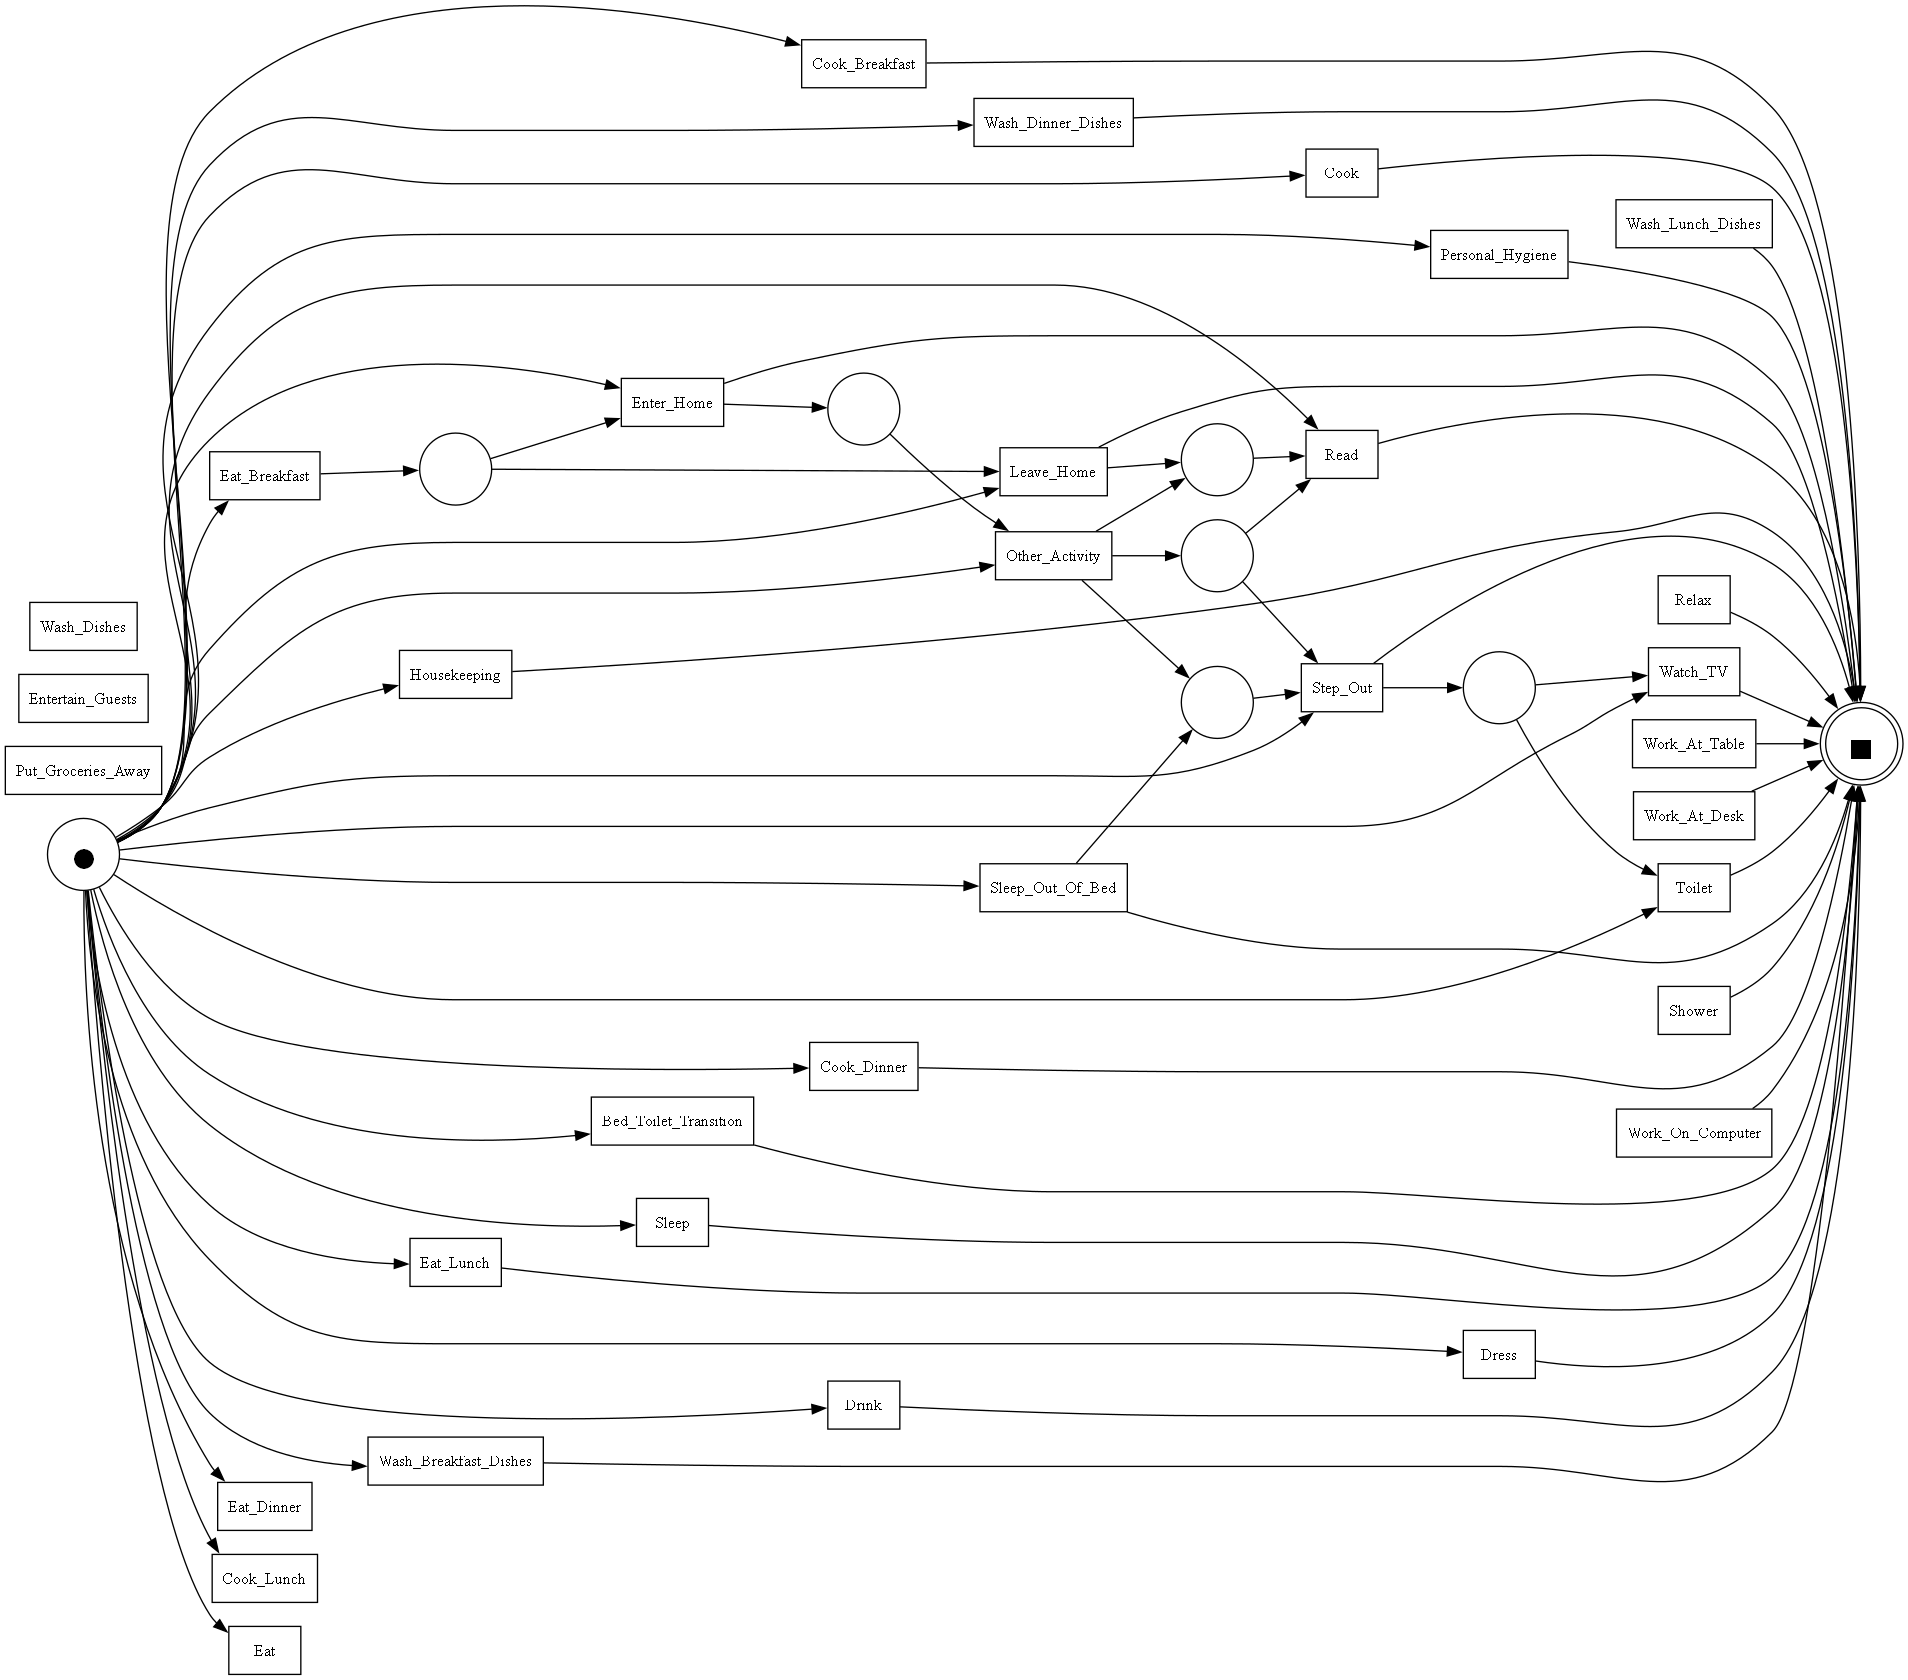 Cook_Breakfast
Wash_Dinner_Dishes
Cook
Wash_Lunch_Dishes
Personal_Hygiene
Enter_Home
Read
Eat_Breakfast
Leave_Home
Other_Activity
Relax
Wash_Dishes
Housekeeping
Watch_TV
Step_Out
Entertain_Guests
Work_At_Table
Put_Groceries_Away
Work_At_Desk
Sleep_Out_Of_Bed
Toilet
Shower
Cook_Dinner
Bed_Toilet_Transition
Work_On_Computer
Sleep
Eat_Lunch
Dress
Drink
Wash_Breakfast_Dishes
Eat_Dinner
Cook_Lunch
Eat